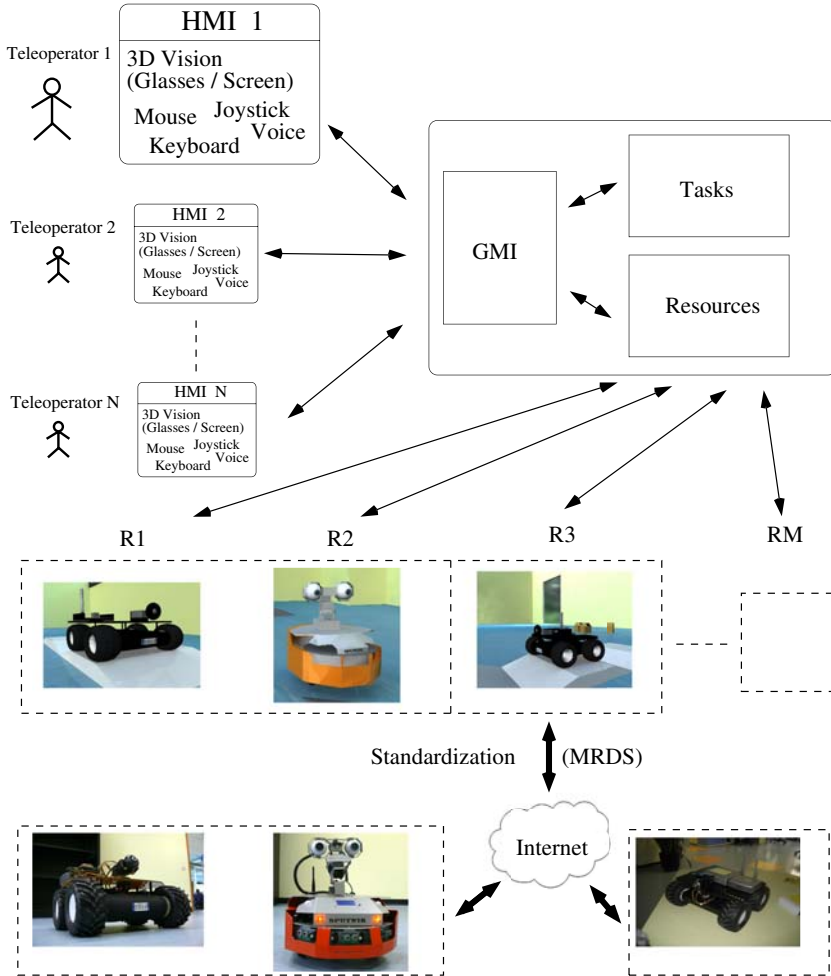 HMI 1
Teleoperator 1
3D Vision
(Glasses / Screen)
Mouse Joystick
Keyboard Voice
Teleoperator 2
HMI 2
3D Vision
(Glasses / Screen)
Mouse Joystick
Keyboard Voice
Teleoperator N
HMI N
3D Vision
(Glasses / Screen)
Mouse Joystick
Keyboard Voice
GMI
Tasks
Resources
R1 R2 R3 RM
Standardization (MRDS)
Internet
SPUTNIK